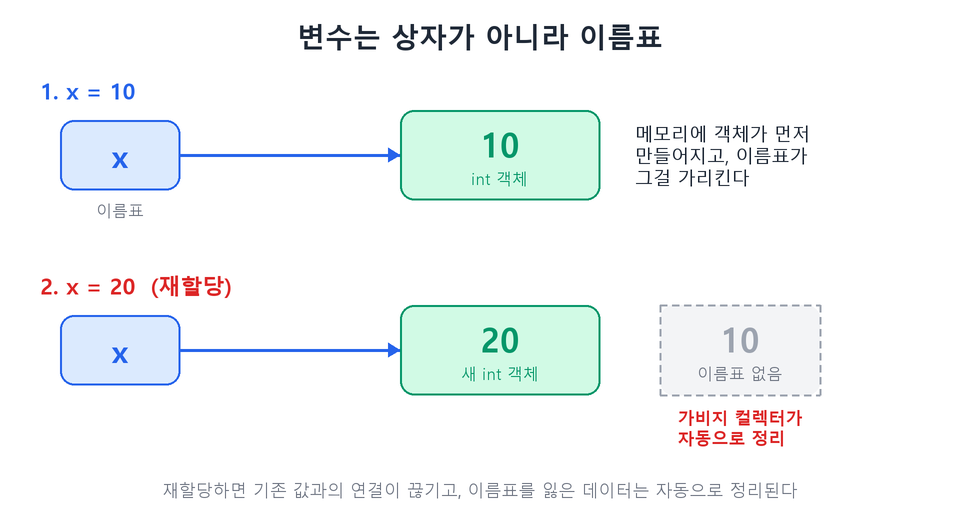 변수는 상자가 아니라 이름표
1. x = 10
x
이름표
10
int 객체
메모리에 객체가 먼저
만들어지고, 이름표가
그걸 가리킨다
2. x = 20 (재할당)
x
20
새 int 객체
10
이름표 없음
가비지 컬렉터가
자동으로 정리
재할당하면 기존 값과의 연결이 끊기고, 이름표를 잃은 데이터는 자동으로 정리된다